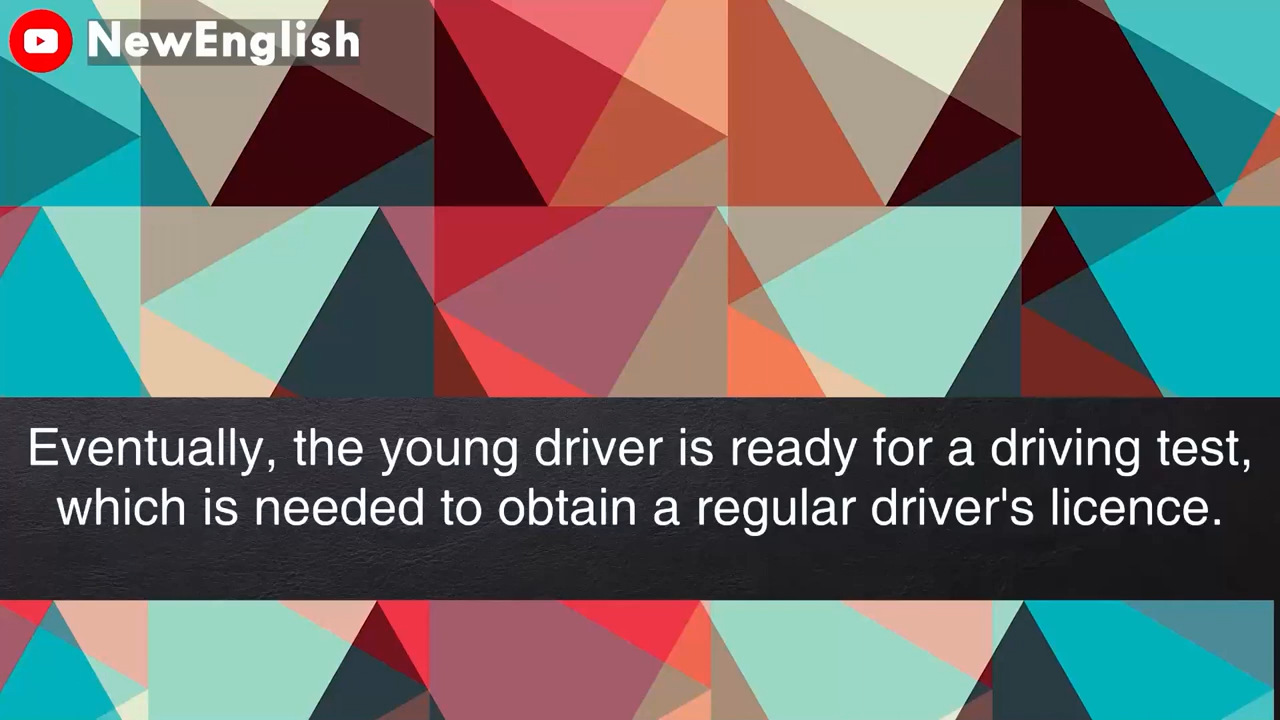 NewEnglish
Eventually, the young driver is ready for a driving test,
which is needed to obtain a regular driver's licence.